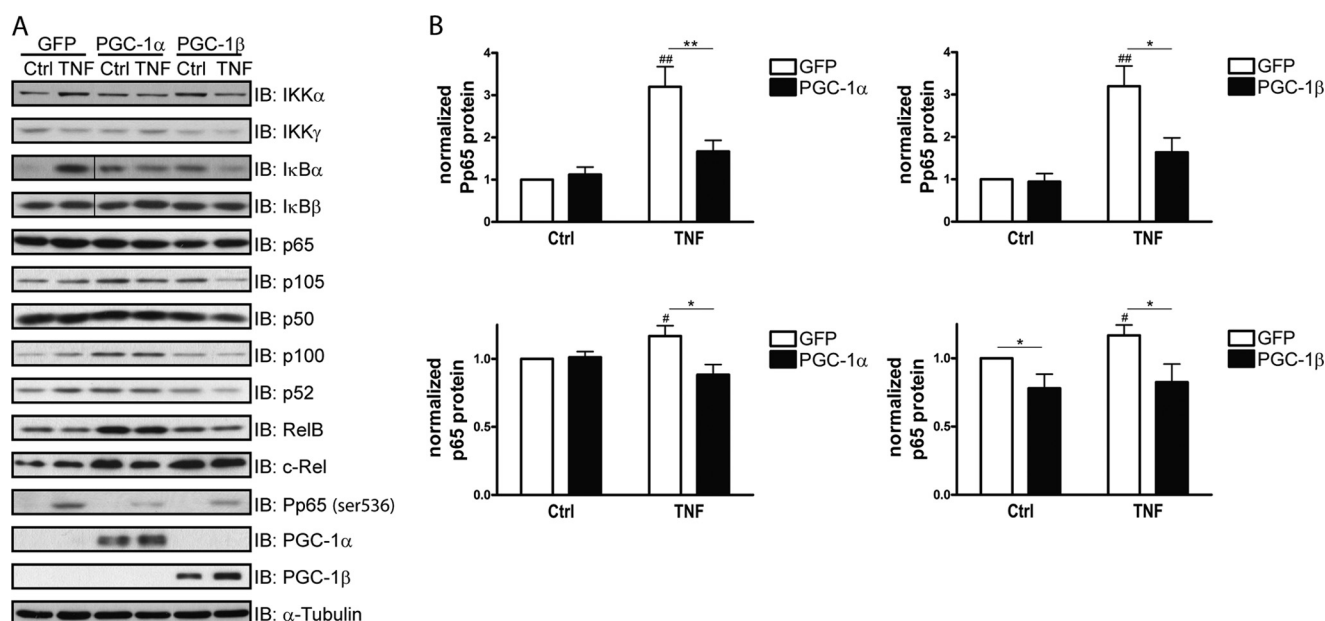 A
GFP PGC-1α PGC-1β
Ctrl TNF Ctrl TNF Ctrl TNF
IB: IKKα
IB: IKKγ
IB: IκBα
IB: IκBβ
IB: p65
IB: p105
IB: p50
IB: p100
IB: p52
IB: RelB
IB: c-Rel
IB: Pp65 (ser536)
IB: PGC-1α
IB: PGC-1β
IB: α-Tubulin
B
normalized
Pp65 protein
4
3
2
1
0
##
**
Ctrl TNF
GFP
PGC-1α
normalized
Pp65 protein
4
3
2
1
0
##
*
Ctrl TNF
GFP
PGC-1β
normalized
p65 protein
1.0
0.5
0.0
#
*
Ctrl TNF
GFP
PGC-1α
normalized
p65 protein
1.0
0.5
0.0
*
#
*
Ctrl TNF
GFP
PGC-1β